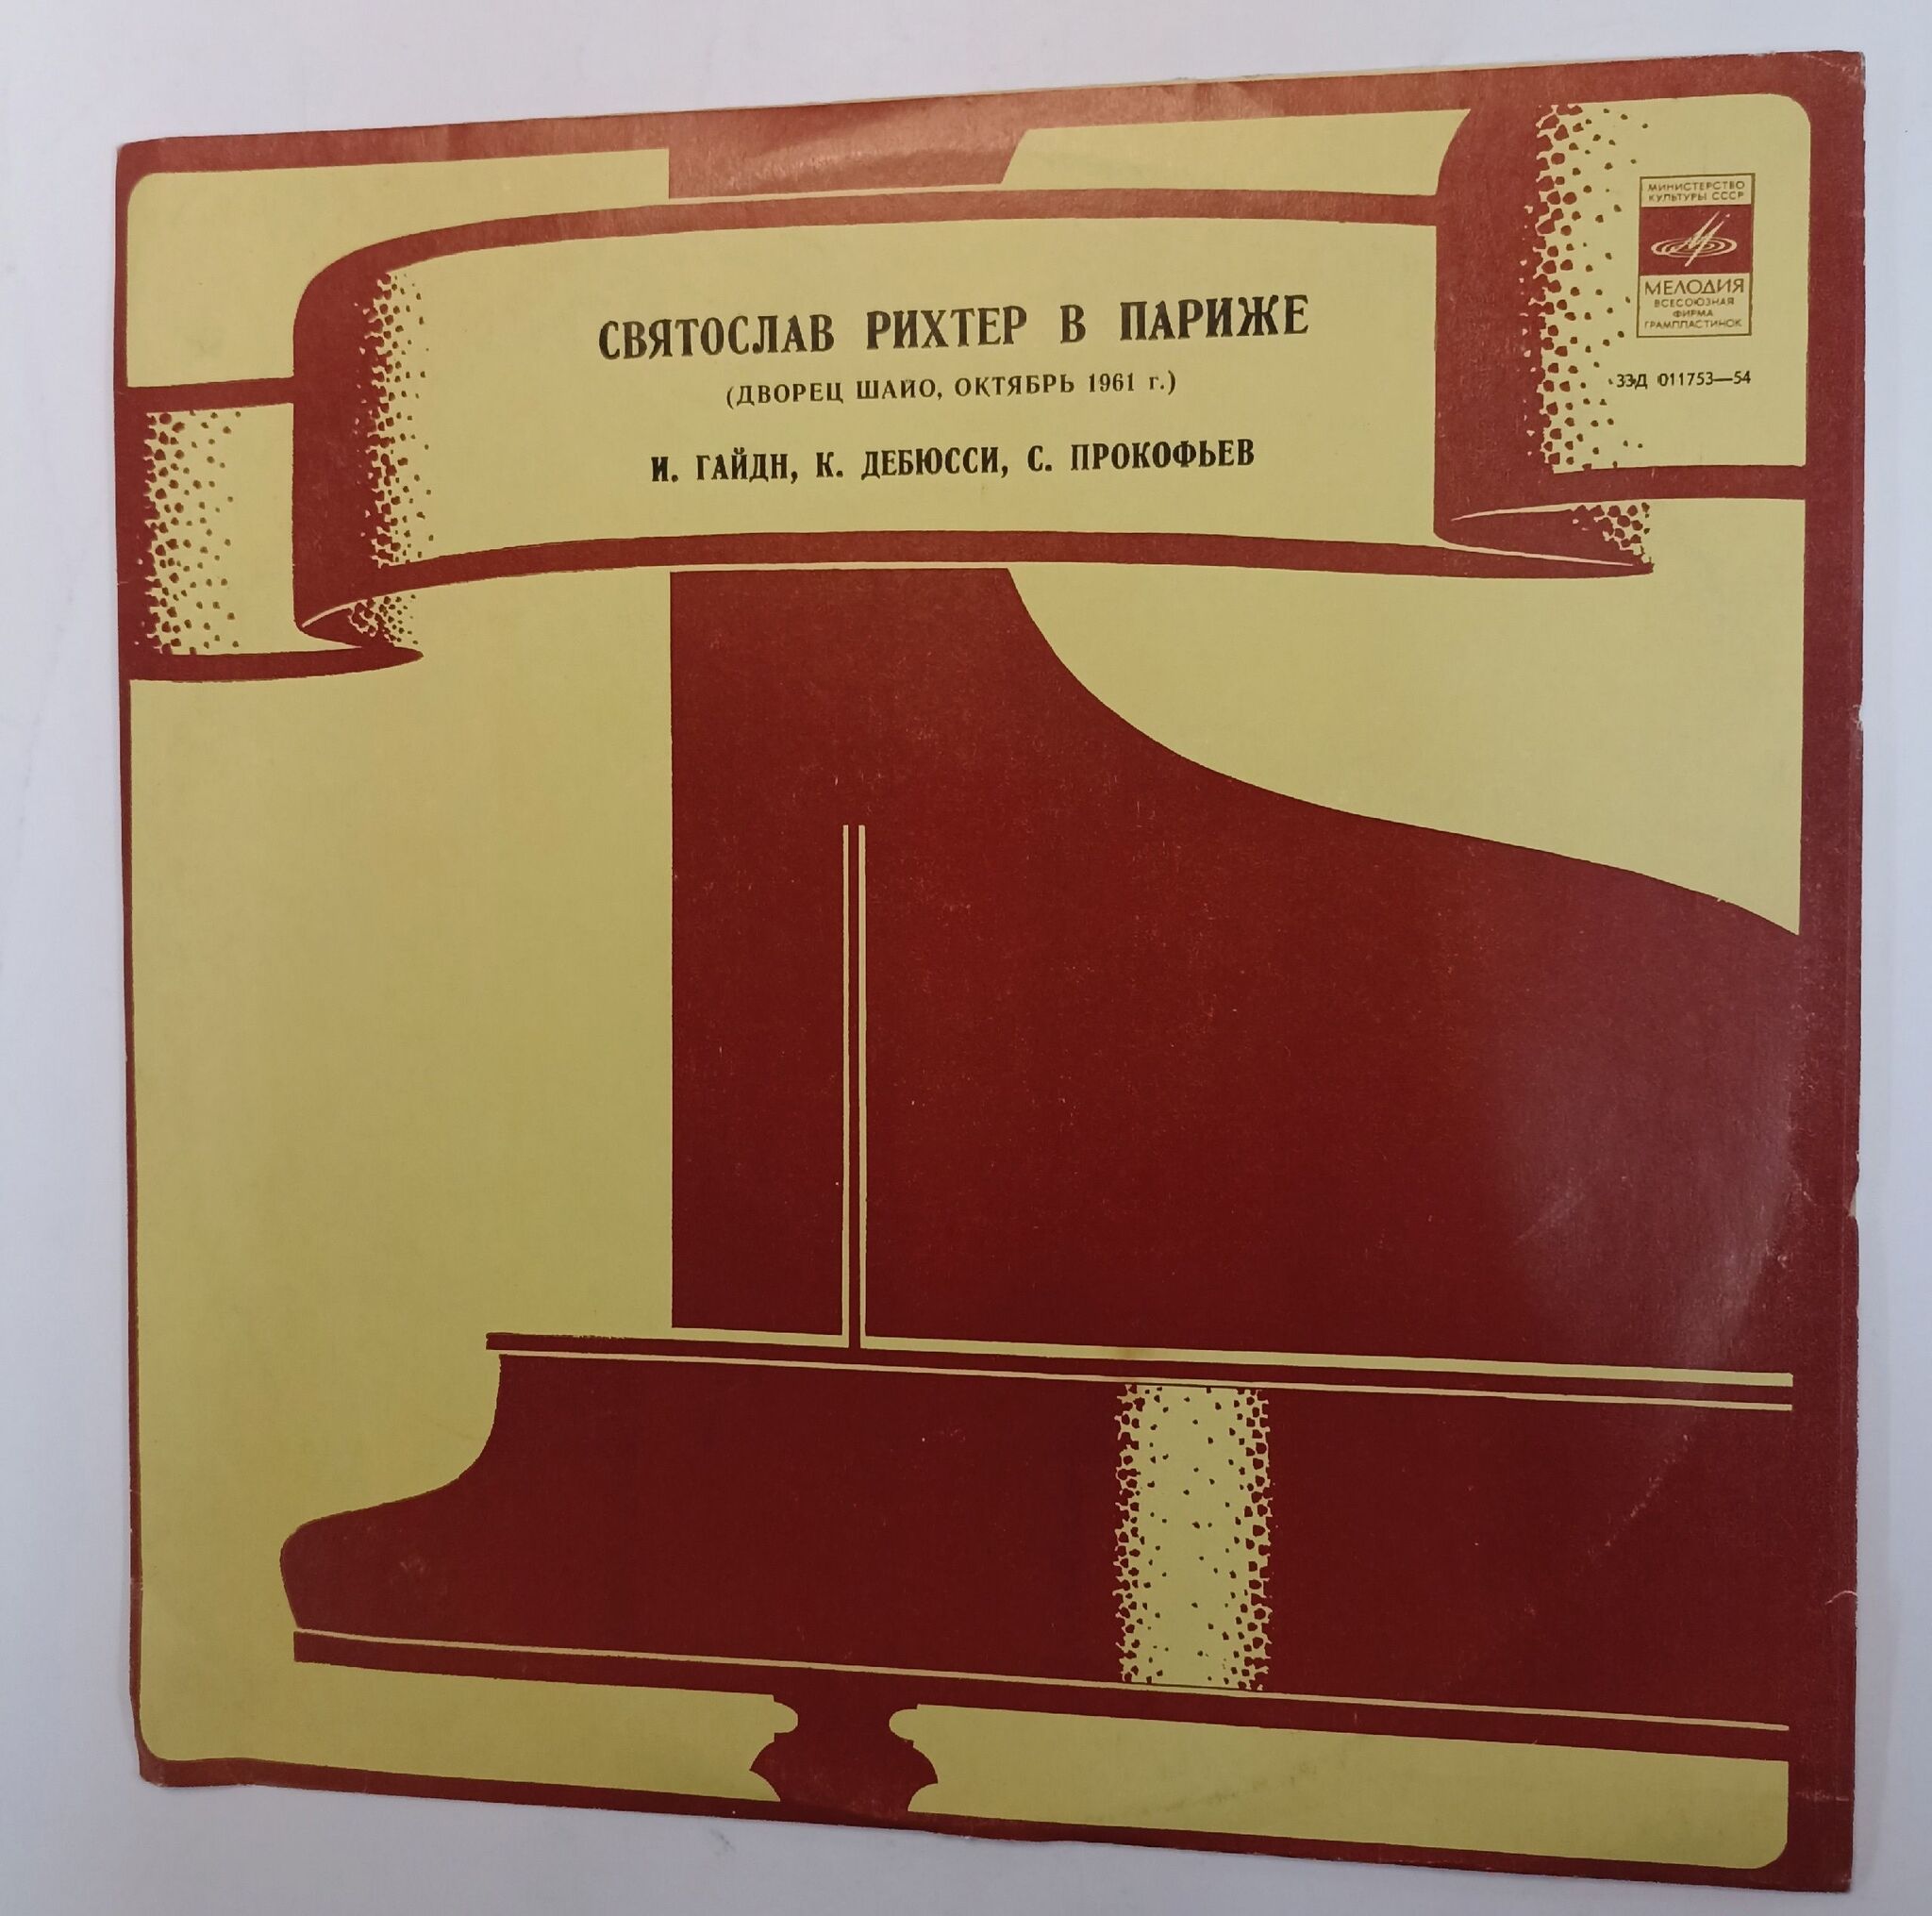 МИНИСТЕРСТВО
КУЛЬТУРЫ СССР
МЕЛОДИЯ
ВСЕСОЮЗНАЯ
ФИРМА
ГРАМПЛАСТИНОК
33Д 011753—54
СВЯТОСЛАВ РИХТЕР В ПАРИЖЕ
(ДВОРЕЦ ШАЙО, ОКТЯБРЬ 1961 г.)
И. ГАЙДН, К. ДЕБЮССИ, С. ПРОКОФЬЕВ